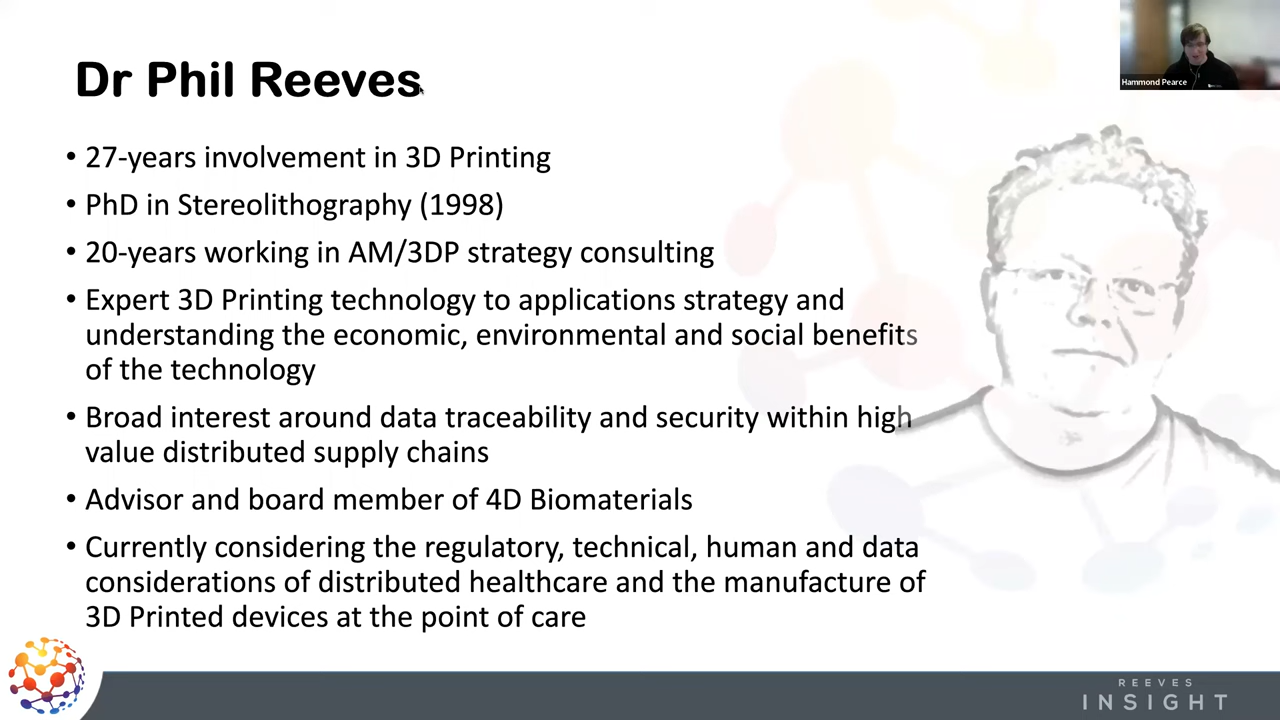 Dr Phil Reeves
Hammond Pearce
• 27-years involvement in 3D Printing
• PhD in Stereolithography (1998)
• 20-years working in AM/3DP strategy consulting
• Expert 3D Printing technology to applications strategy and
understanding the economic, environmental and social benefits
of the technology
• Broad interest around data traceability and security within high
value distributed supply chains
• Advisor and board member of 4D Biomaterials
• Currently considering the regulatory, technical, human and data
considerations of distributed healthcare and the manufacture of
3D Printed devices at the point of care
REEVES
INSIGHT